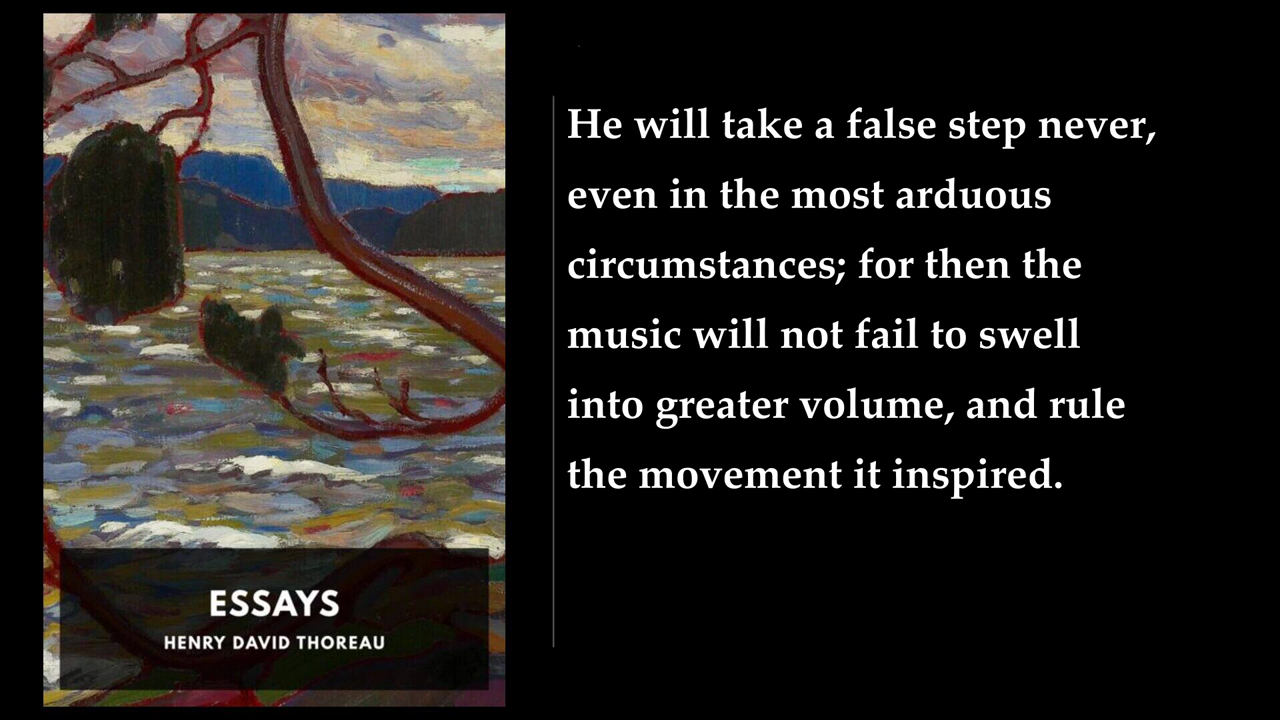 ESSAYS
HENRY DAVID THOREAU
He will take a false step never,
even in the most arduous
circumstances; for then the
music will not fail to swell
into greater volume, and rule
the movement it inspired.